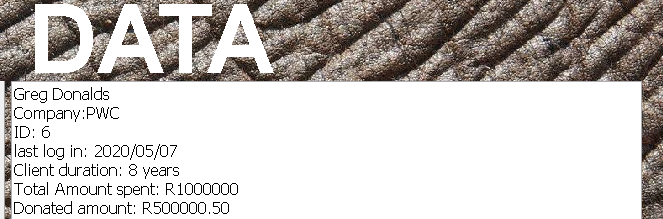 DATA
Greg Donalds
Company:PWC
ID: 6
last log in: 2020/05/07
Client duration: 8 years
Total Amount spent: R1000000
Donated amount: R500000.50